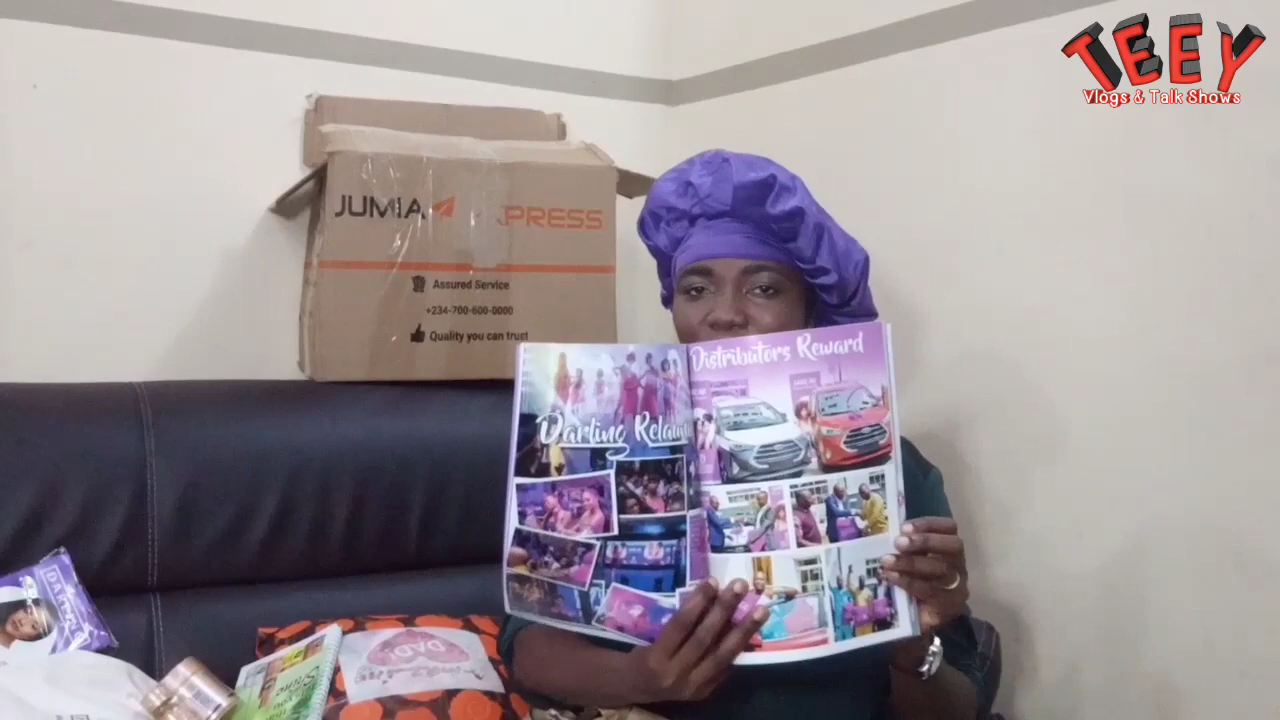 TEEY
Vlogs & Talk Shows
JUMIA
PRESS
Assured Service
+234-700-600-0000
Quality you can trust
Distributors Reward
Darling
DAD